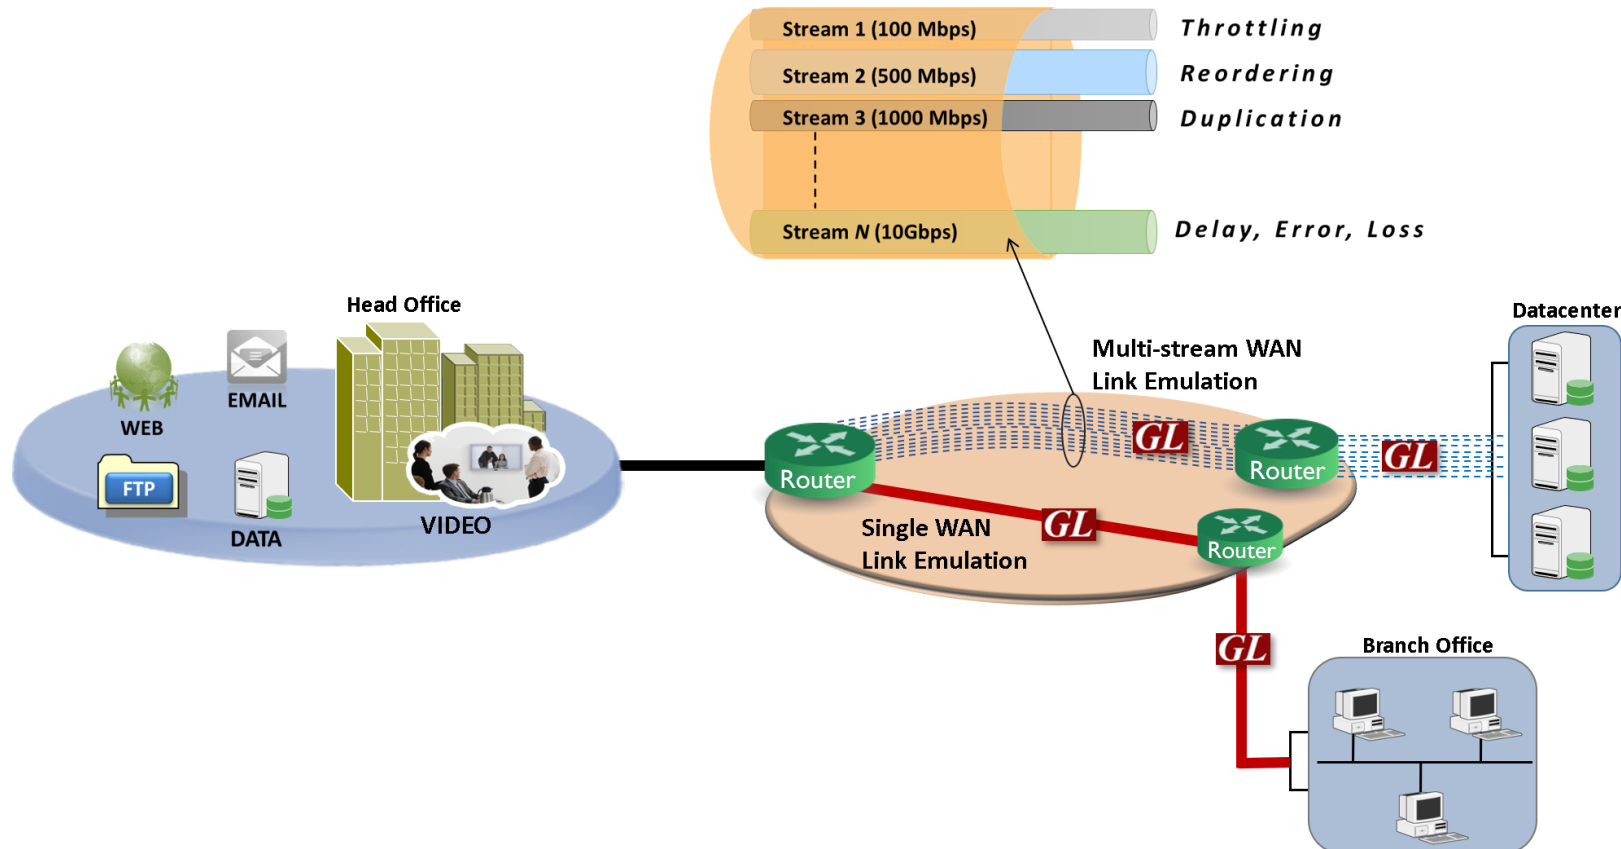 Stream 1 (100 Mbps)
Throttling
Stream 2 (500 Mbps)
Reordering
Stream 3 (1000 Mbps)
Duplication
Stream N (10Gbps)
Delay, Error, Loss
Head Office
WEB
EMAIL
FTP
DATA
VIDEO
Multi-stream WAN
Link Emulation
Datacenter
GL
GL
Router
Router
Single WAN
Link Emulation
GL
Router
GL
Branch Office